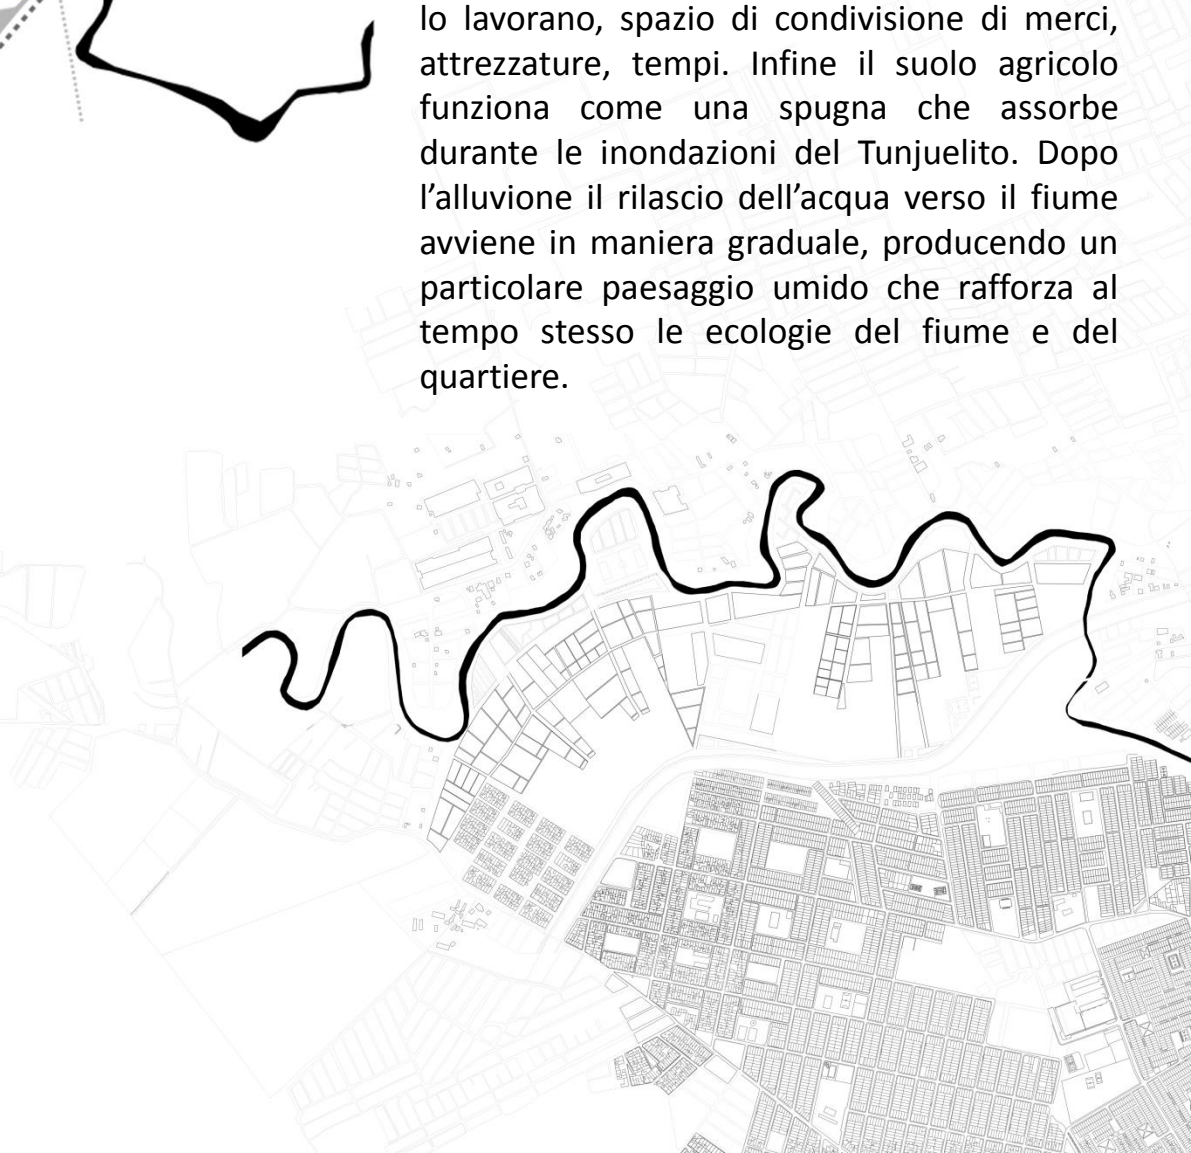 lo lavorano, spazio di condivisione di merci,
attrezzature, tempi. Infine il suolo agricolo
funziona come una spugna che assorbe
durante le inondazioni del Tunjuelito. Dopo
l’alluvione il rilascio dell’acqua verso il fiume
avviene in maniera graduale, producendo un
particolare paesaggio umido che rafforza al
tempo stesso le ecologie del fiume e del
quartiere.